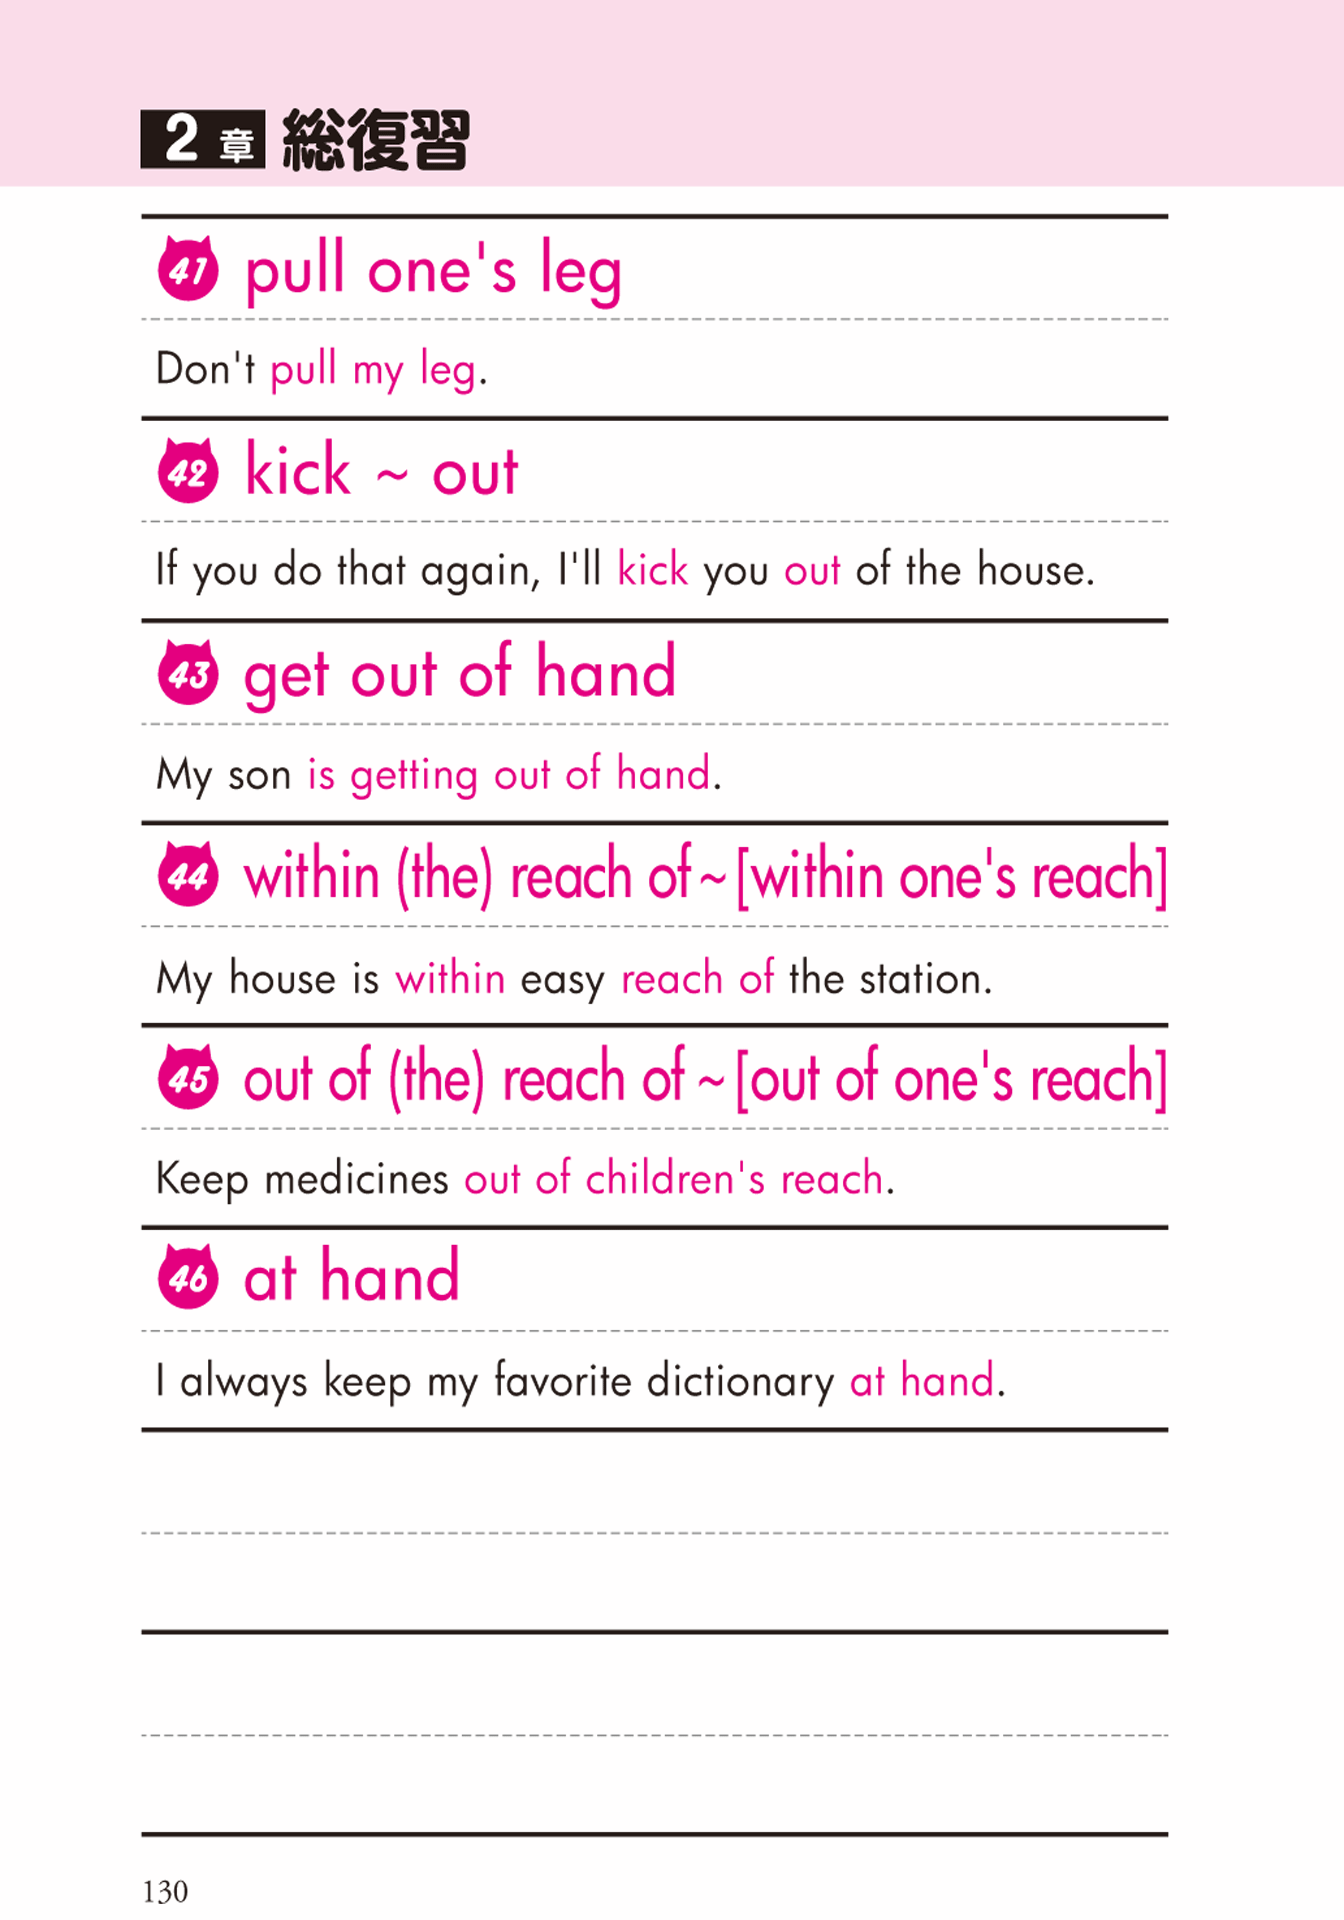 2章 総復習
41 pull one's leg
Don't pull my leg.
42 kick ~ out
If you do that again, I'll kick you out of the house.
43 get out of hand
My son is getting out of hand.
44 within (the) reach of~[within one's reach]
My house is within easy reach of the station.
45 out of (the) reach of~[out of one's reach]
Keep medicines out of children's reach.
46 at hand
I always keep my favorite dictionary at hand.
130